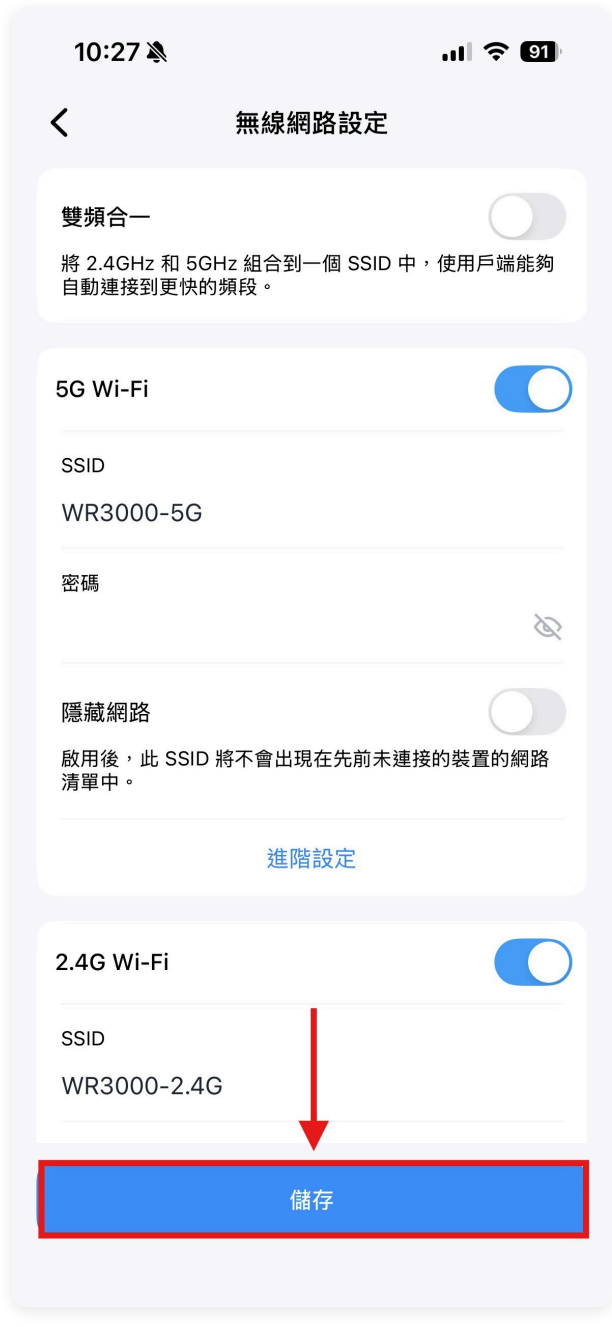 10:27
91
無線網路設定
雙頻合一
將 2.4GHz 和 5GHz 組合到一個 SSID 中，使用戶端能夠
自動連接到更快的頻段。
5G Wi-Fi
SSID
WR3000-5G
密碼
隱藏網路
啟用後，此 SSID 將不會出現在先前未連接的裝置的網路
清單中。
進階設定
2.4G Wi-Fi
SSID
WR3000-2.4G
儲存